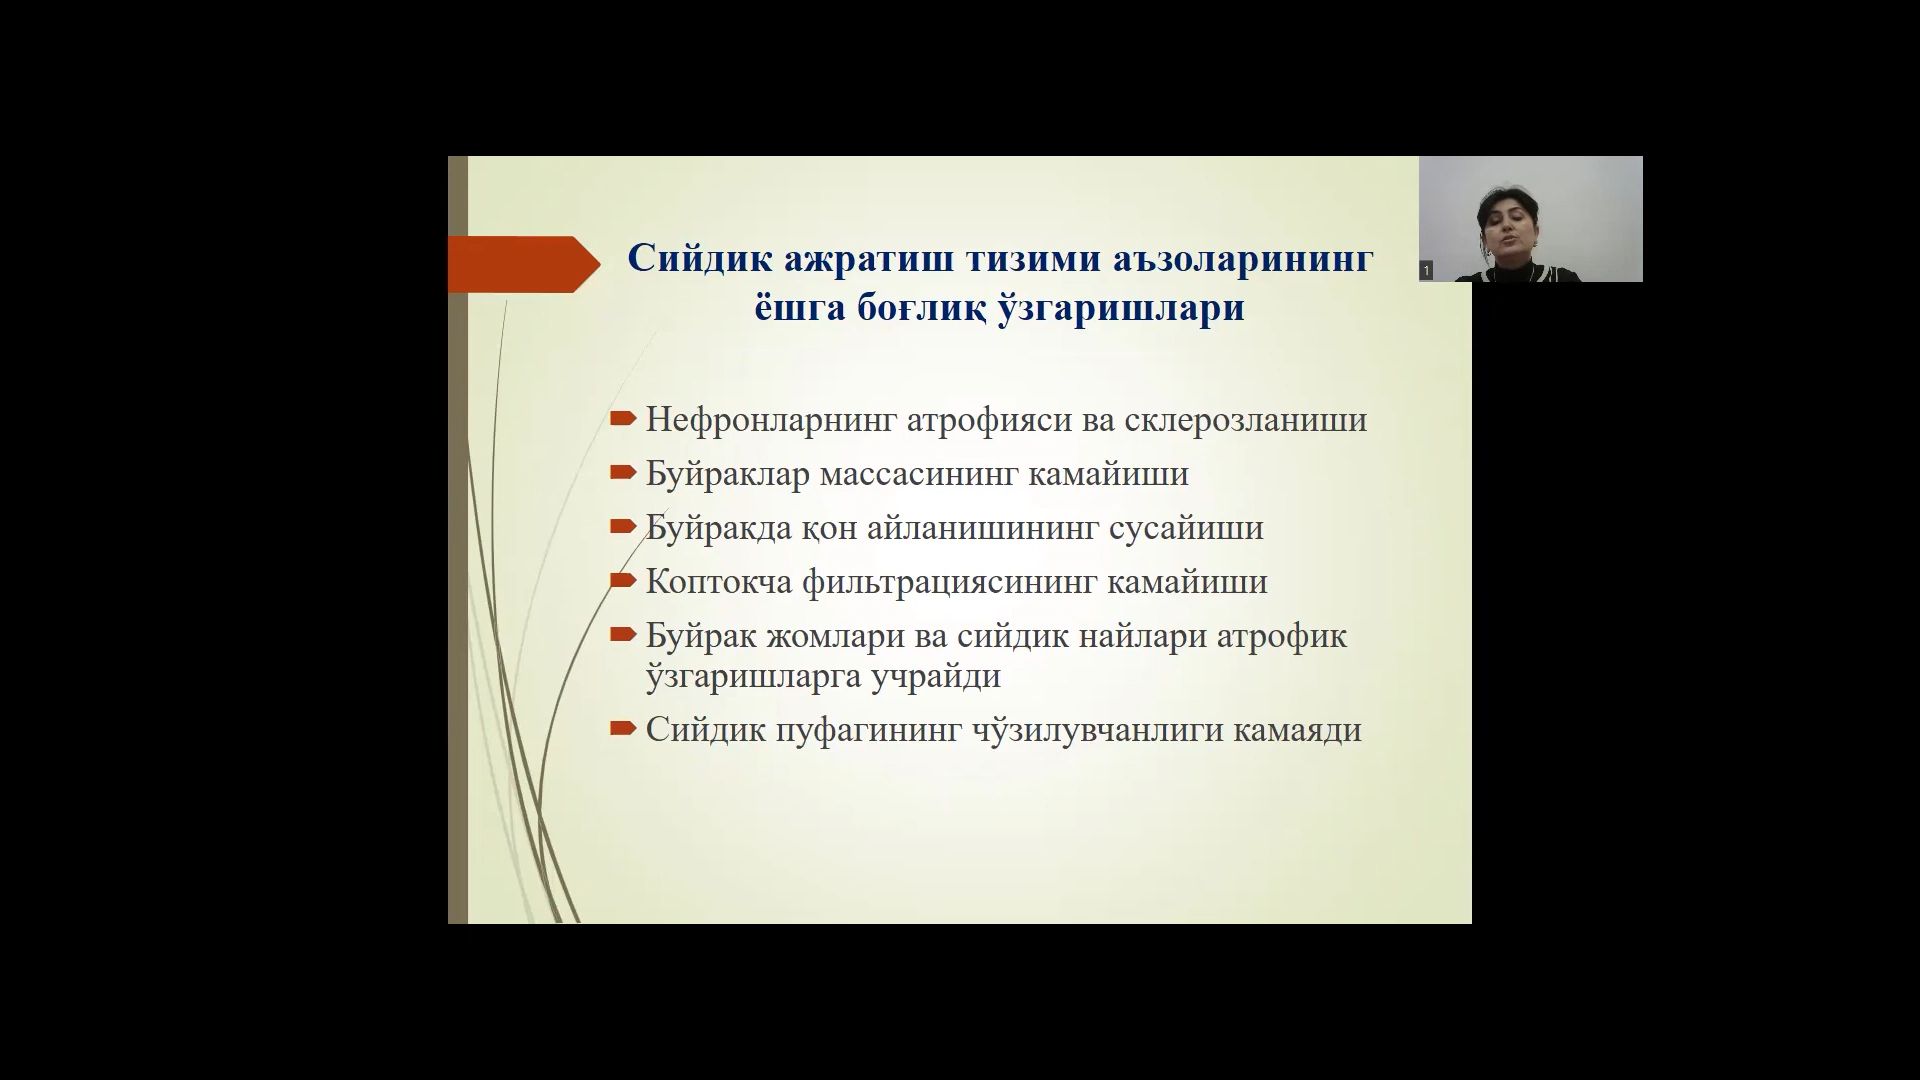 Сийдик ажратиш тизими аъзоларининг
ёшга боғлиқ ўзгаришлари
Нефронларнинг атрофияси ва склерозланиши
Буйраклар массасининг камайиши
Буйракда қон айланишининг сусайиши
Коптокча фильтрациясининг камайиши
Буйрак жомлари ва сийдик найлари атрофик
ўзгаришларга учрайди
Сийдик пуфагининг чўзилувчанлиги камаяди
1